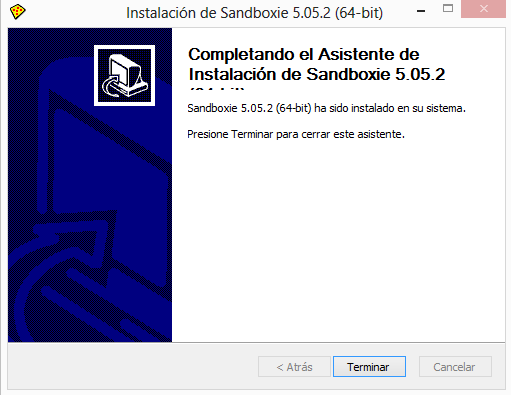 Instalación de Sandboxie 5.05.2 (64-bit)
Completando el Asistente de
Instalación de Sandboxie 5.05.2
(64-bit)
Sandboxie 5.05.2 (64-bit) ha sido instalado en su sistema.
Presione Terminar para cerrar este asistente.
< Atrás
Terminar
Cancelar